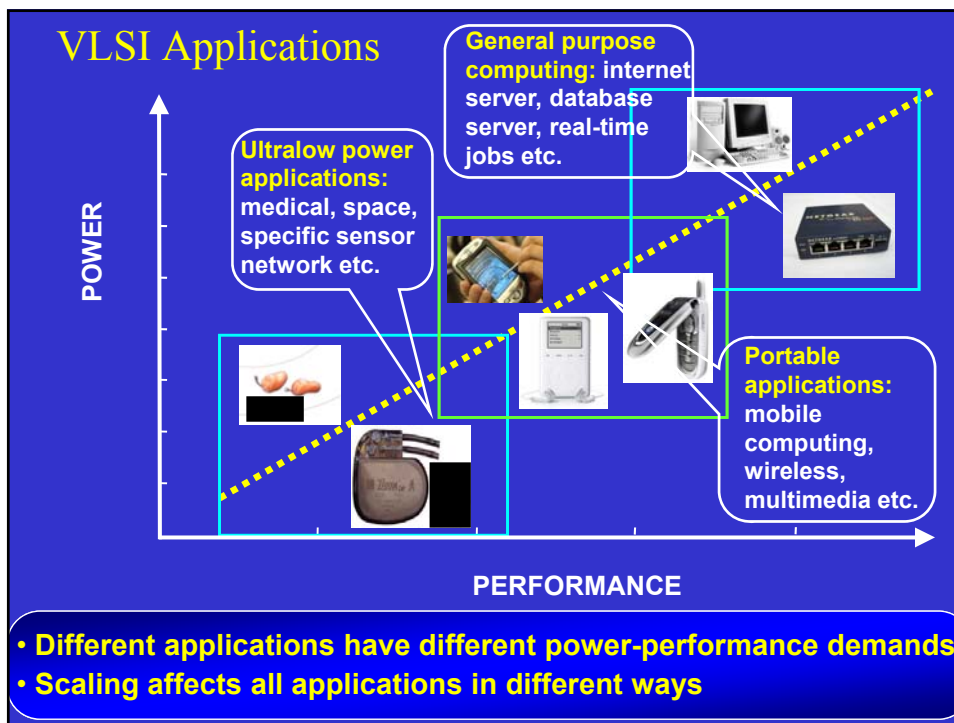 VLSI Applications
General purpose
computing: internet
server, database
server, real-time
jobs etc.
Ultralow power
applications:
medical, space,
specific sensor
network etc.
POWER
NETGEAR
Portable
applications:
mobile
computing,
wireless,
multimedia etc.
PERFORMANCE
• Different applications have different power-performance demands
• Scaling affects all applications in different ways